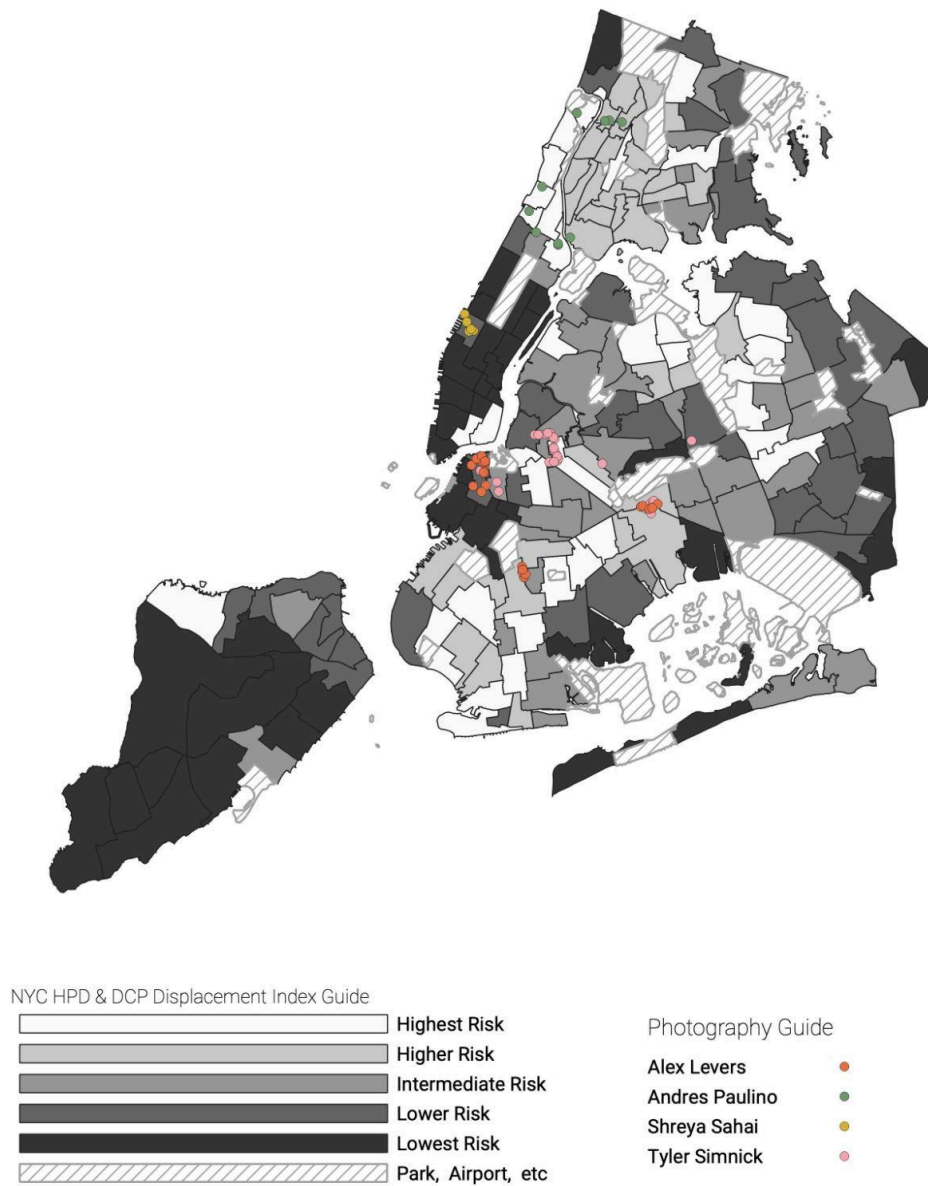 NYC HPD & DCP Displacement Index Guide
Highest Risk
Higher Risk
Intermediate Risk
Lower Risk
Lowest Risk
Park, Airport, etc
Photography Guide
Alex Levers
Andres Paulino
Shreya Sahai
Tyler Simnick